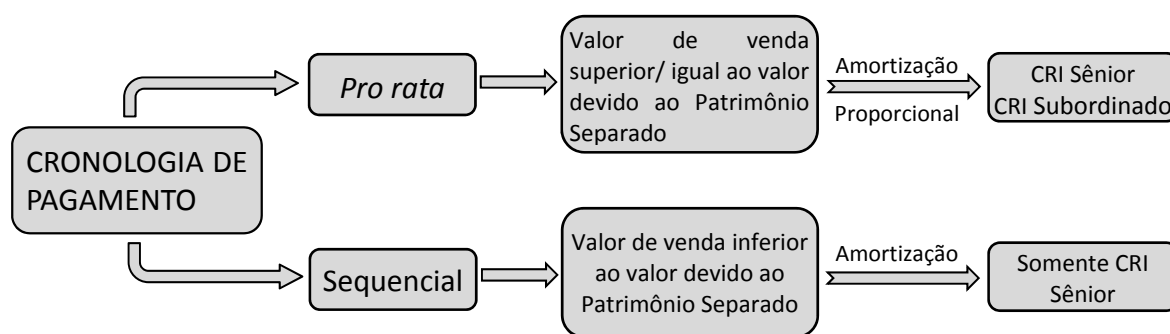 CRONOLOGIA DE
PAGAMENTO
Pro rata
Valor de venda
superior/ igual ao valor
devido ao Patrimônio
Separado
Amortização
Proporcional
CRI Sênior
CRI Subordinado
Sequencial
Valor de venda inferior
ao valor devido ao
Patrimônio Separado
Amortização
Somente CRI
Sênior